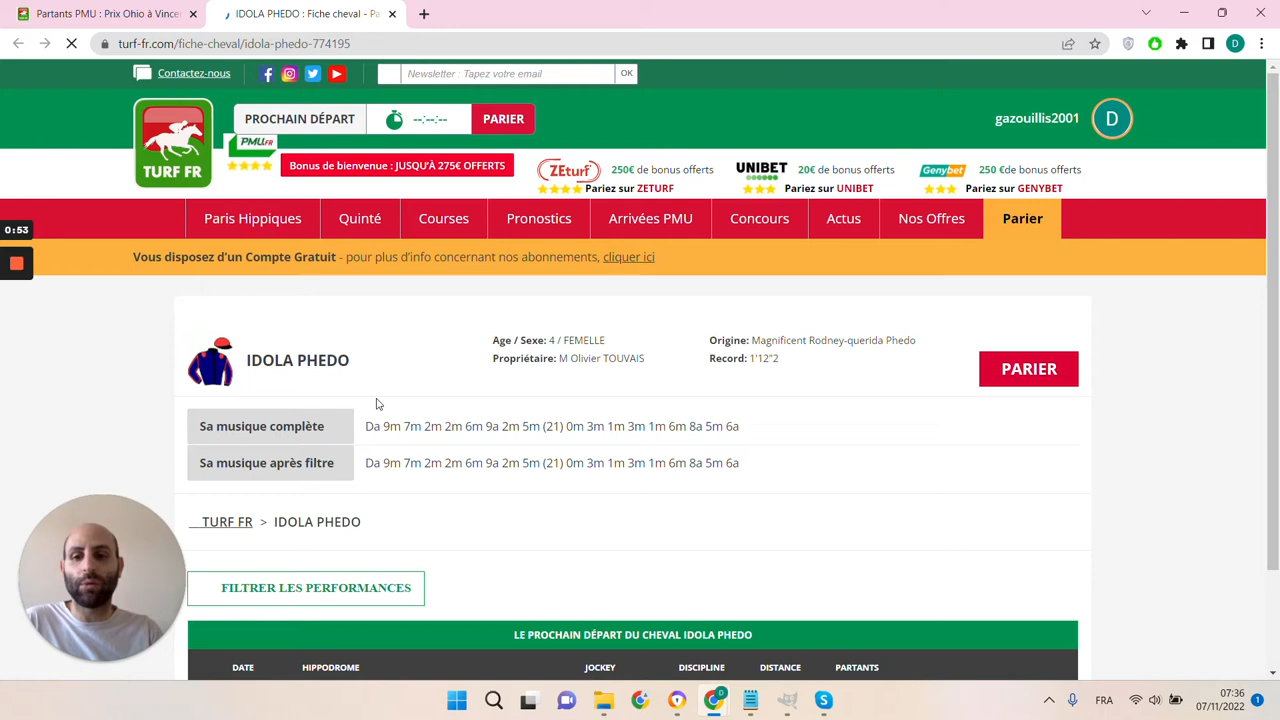 Partants PMU : Prix Ohio à Vince
IDOLA PHEDO : Fiche cheval - Pa
turf-fr.com/fiche-cheval/idola-phedo-774195
D
Contactez-nous
Newsletter : Tapez votre email
OK
TURF FR
PROCHAIN DÉPART
--:--:--
PARIER
gazouillis2001
D
PMU.FR
Bonus de bienvenue : JUSQU'À 275€ OFFERTS
ZEturf
250€ de bonus offerts
Pariez sur ZETURF
UNIBET
20€ de bonus offerts
Pariez sur UNIBET
Genybet
250 €de bonus offerts
Pariez sur GENYBET
Paris Hippiques
Quinté
Courses
Pronostics
Arrivées PMU
Concours
Actus
Nos Offres
Parier
0:53
Vous disposez d'un Compte Gratuit - pour plus d'info concernant nos abonnements, cliquer ici
IDOLA PHEDO
Age / Sexe: 4 / FEMELLE
Propriétaire: M Olivier TOUVAIS
Origine: Magnificent Rodney-querida Phedo
Record: 1'12"2
PARIER
Sa musique complète
Da 9m 7m 2m 2m 6m 9a 2m 5m (21) 0m 3m 1m 3m 1m 6m 8a 5m 6a
Sa musique après filtre
Da 9m 7m 2m 2m 6m 9a 2m 5m (21) 0m 3m 1m 3m 1m 6m 8a 5m 6a
TURF FR > IDOLA PHEDO
FILTRER LES PERFORMANCES
LE PROCHAIN DÉPART DU CHEVAL IDOLA PHEDO
DATE HIPPODROME JOCKEY DISCIPLINE DISTANCE PARTANTS
D
FRA
07:36
07/11/2022
1